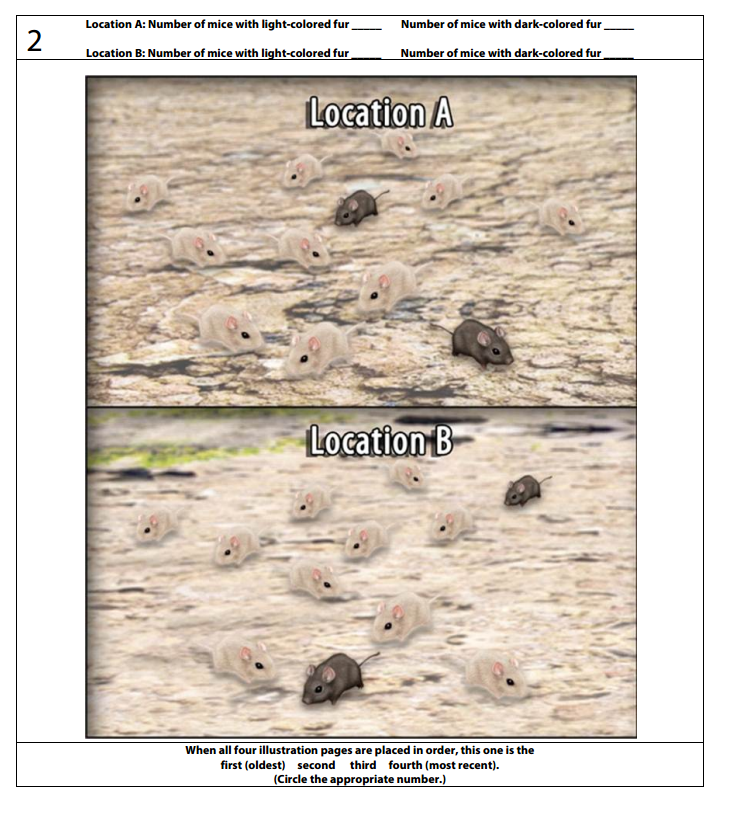 2
Location A: Number of mice with light-colored fur _____ Number of mice with dark-colored fur _____
Location B: Number of mice with light-colored fur _____ Number of mice with dark-colored fur _____
Location A
Location B
When all four illustration pages are placed in order, this one is the
first (oldest) second third fourth (most recent).
(Circle the appropriate number.)